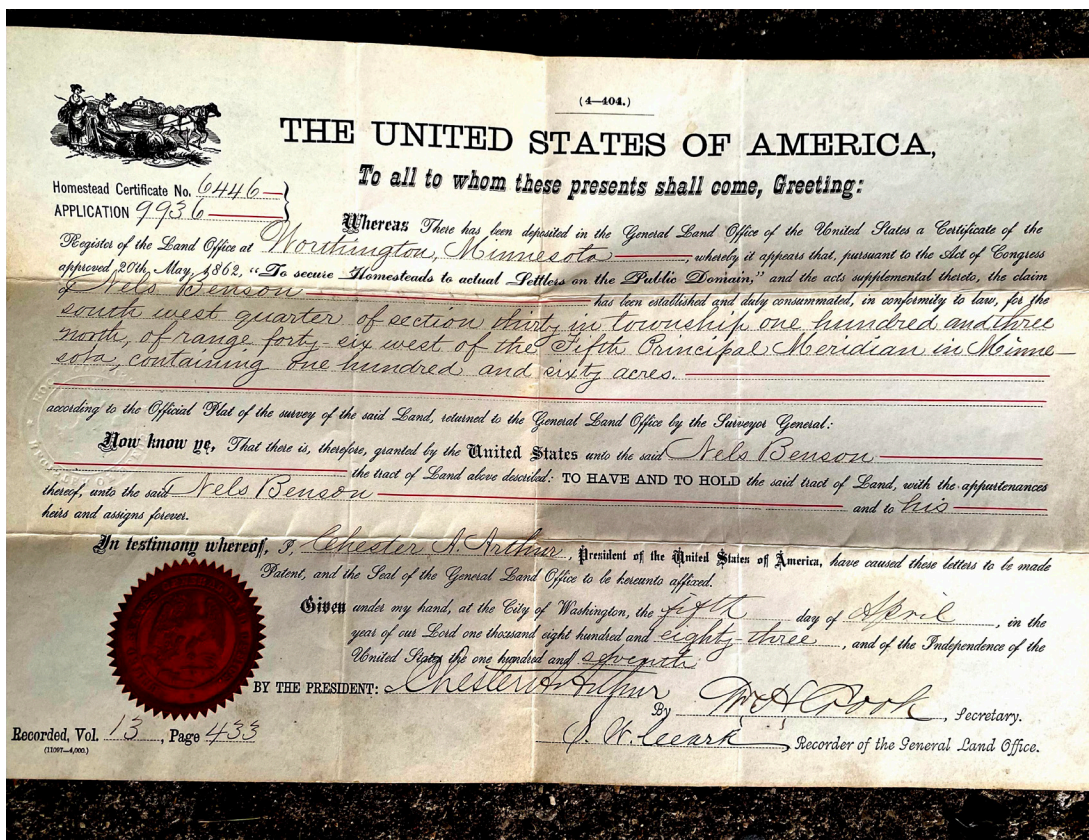 (4—404.)
THE UNITED STATES OF AMERICA,
To all to whom these presents shall come, Greeting:
Homestead Certificate No. 6446
APPLICATION 9936
Whereas There has been deposited in the General Land Office of the United States a Certificate of the
Register of the Land Office at Worthington, Minnesota, whereby it appears that, pursuant to the Act of Congress
approved 20th May, 1862, "To secure Homesteads to actual Settlers on the Public Domain," and the acts supplemental thereto, the claim
of Nels Benson has been established and duly consummated, in conformity to law, for the
south west quarter of section thirty in township one hundred and three
north, of range forty-six west of the Fifth Principal Meridian in Minne-
sota, containing one hundred and sixty acres.
according to the Official Plat of the survey of the said Land, returned to the General Land Office by the Surveyor General:
Now know ye, That there is, therefore, granted by the United States unto the said Nels Benson
the tract of Land above described: TO HAVE AND TO HOLD the said tract of Land, with the appurtenances
thereof, unto the said Nels Benson and to his
heirs and assigns forever.
In testimony whereof, I, Chester A. Arthur, President of the United States of America, have caused these letters to be made
Patent, and the Seal of the General Land Office to be hereunto affixed.
Given under my hand, at the City of Washington, the fifth day of April, in the
year of our Lord one thousand eight hundred and eighty-three, and of the Independence of the
United States the one hundred and seventh
BY THE PRESIDENT: Chester A. Arthur
By Wm H. Crook, Secretary.
S. W. Clark, Recorder of the General Land Office.
Recorded, Vol. 13, Page 433
(11097—4,000.)